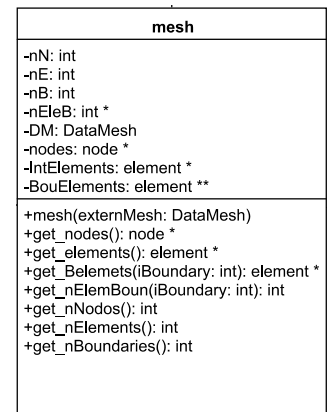 mesh
-nN: int
-nE: int
-nB: int
-nEleB: int *
-DM: DataMesh
-nodes: node *
-IntElements: element *
-BouElements: element **
+mesh(externMesh: DataMesh)
+get_nodes(): node *
+get_elements(): element *
+get_Belemets(iBoundary: int): element *
+get_nElemBoun(iBoundary: int): int
+get_nNodos(): int
+get_nElements(): int
+get_nBoundaries(): int